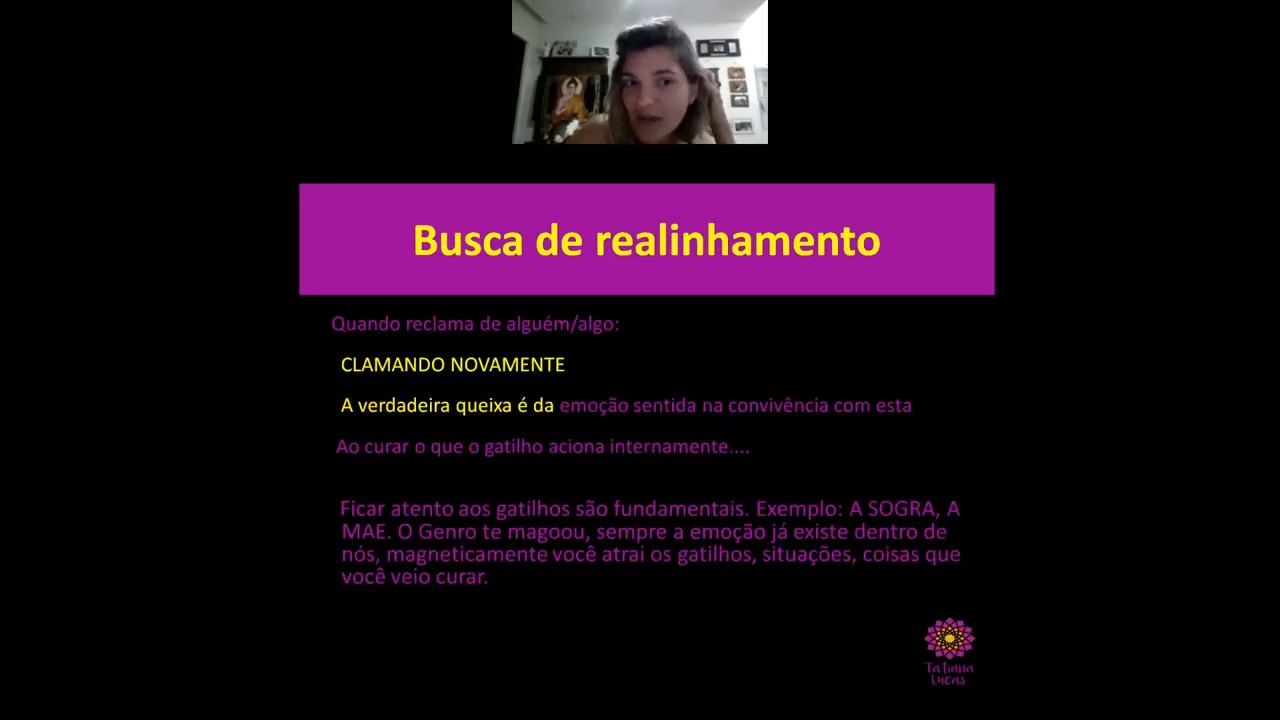 Busca de realinhamento
Quando reclama de alguém/algo:
CLAMANDO NOVAMENTE
A verdadeira queixa é da emoção sentida na convivência com esta
Ao curar o que o gatilho aciona internamente....
Ficar atento aos gatilhos são fundamentais. Exemplo: A SOGRA, A
MAE. O Genro te magoou, sempre a emoção já existe dentro de
nós, magneticamente você atrai os gatilhos, situações, coisas que
você veio curar.
Tatiana
Lucas